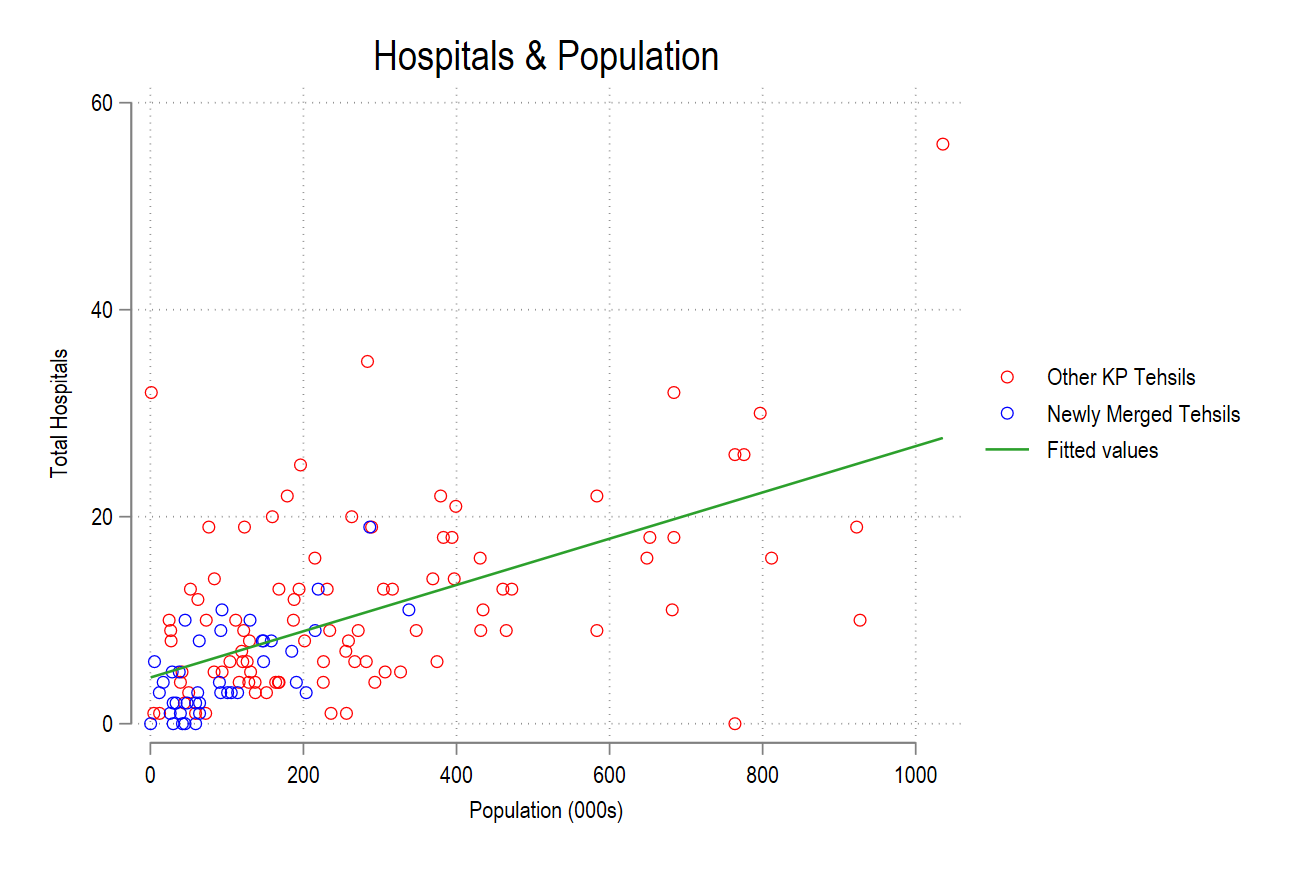 Hospitals & Population
60
40
20
0
Total Hospitals
0 200 400 600 800 1000
Population (000s)
Other KP Tehsils
Newly Merged Tehsils
Fitted values